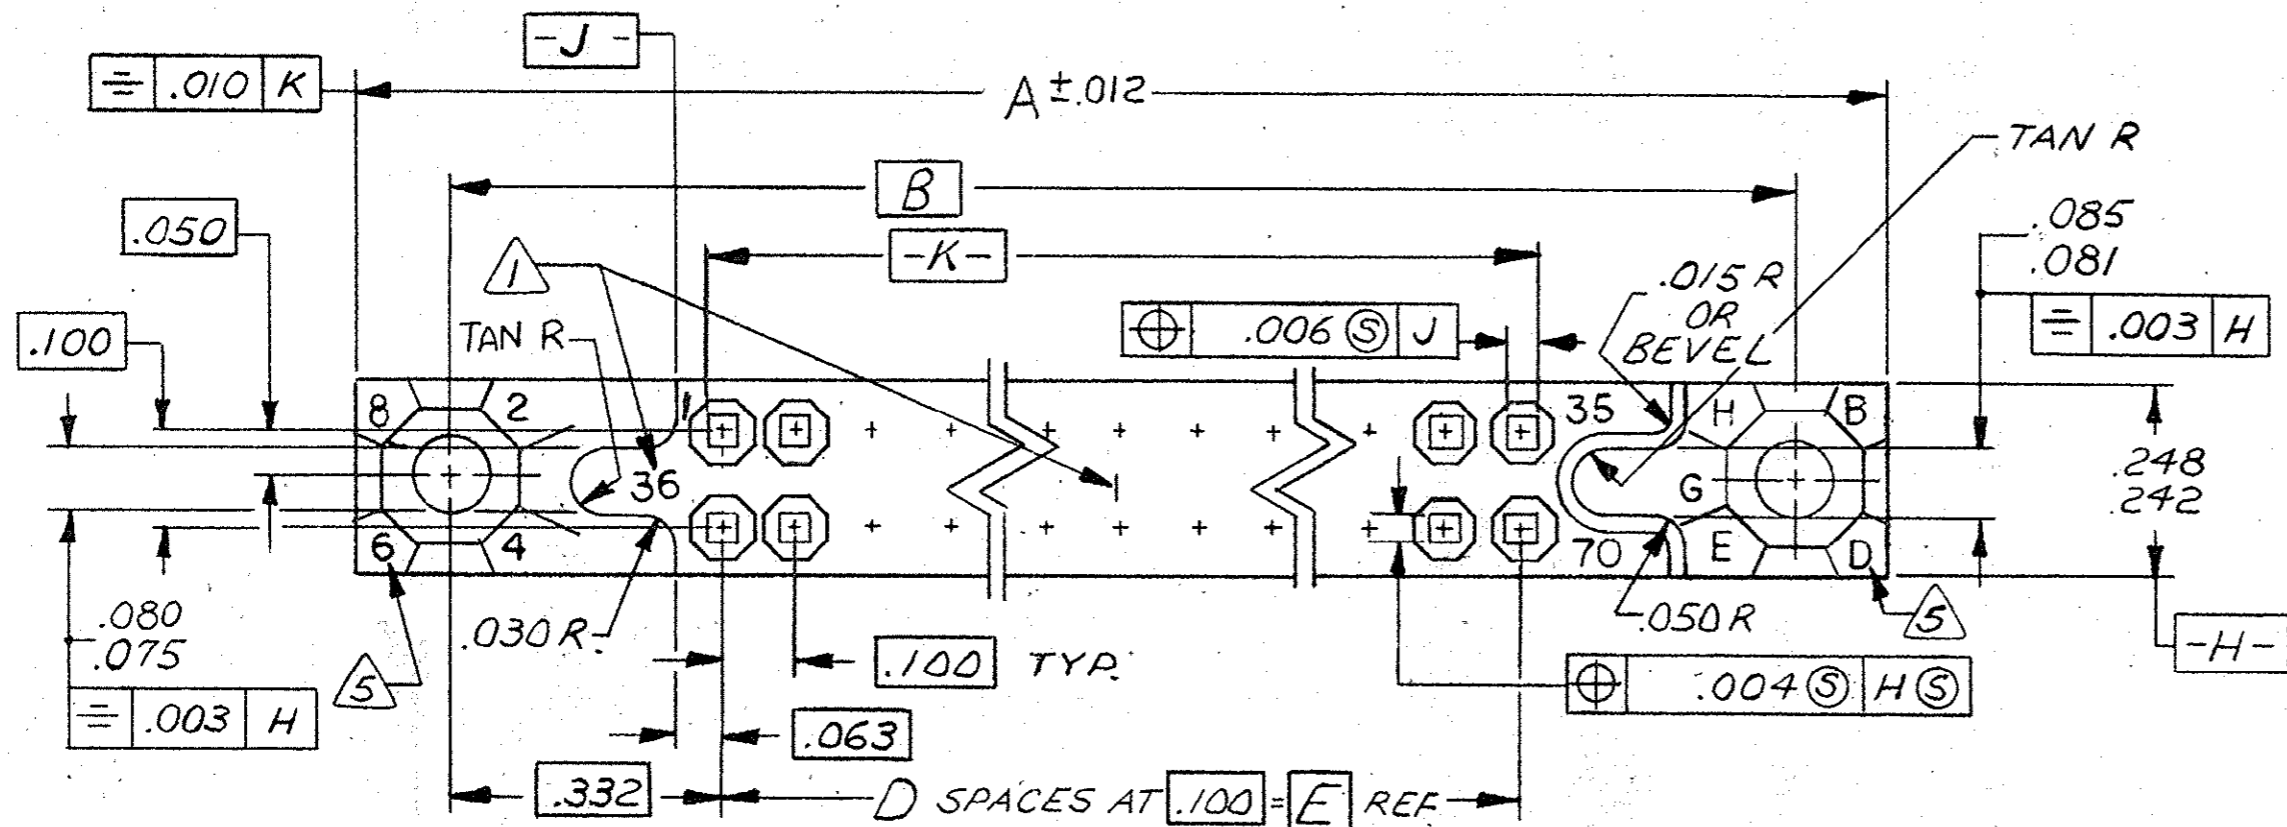 -J-
⌯ .010 K
A ±.012
TAN R
B
.050
.085
.081
-K-
1
.015 R
OR
BEVEL
⌖ .006 Ⓢ J
⌯ .003 H
TAN R
.100
8 2 1 35 H B
36 G
.248
.242
6 4 70 E D
.080
.075
.030 R
.050 R
5
5
-H-
.100 TYP.
⌖ .004 Ⓢ H Ⓢ
⌯ .003 H
.063
.332
D SPACES AT .100 = E REF